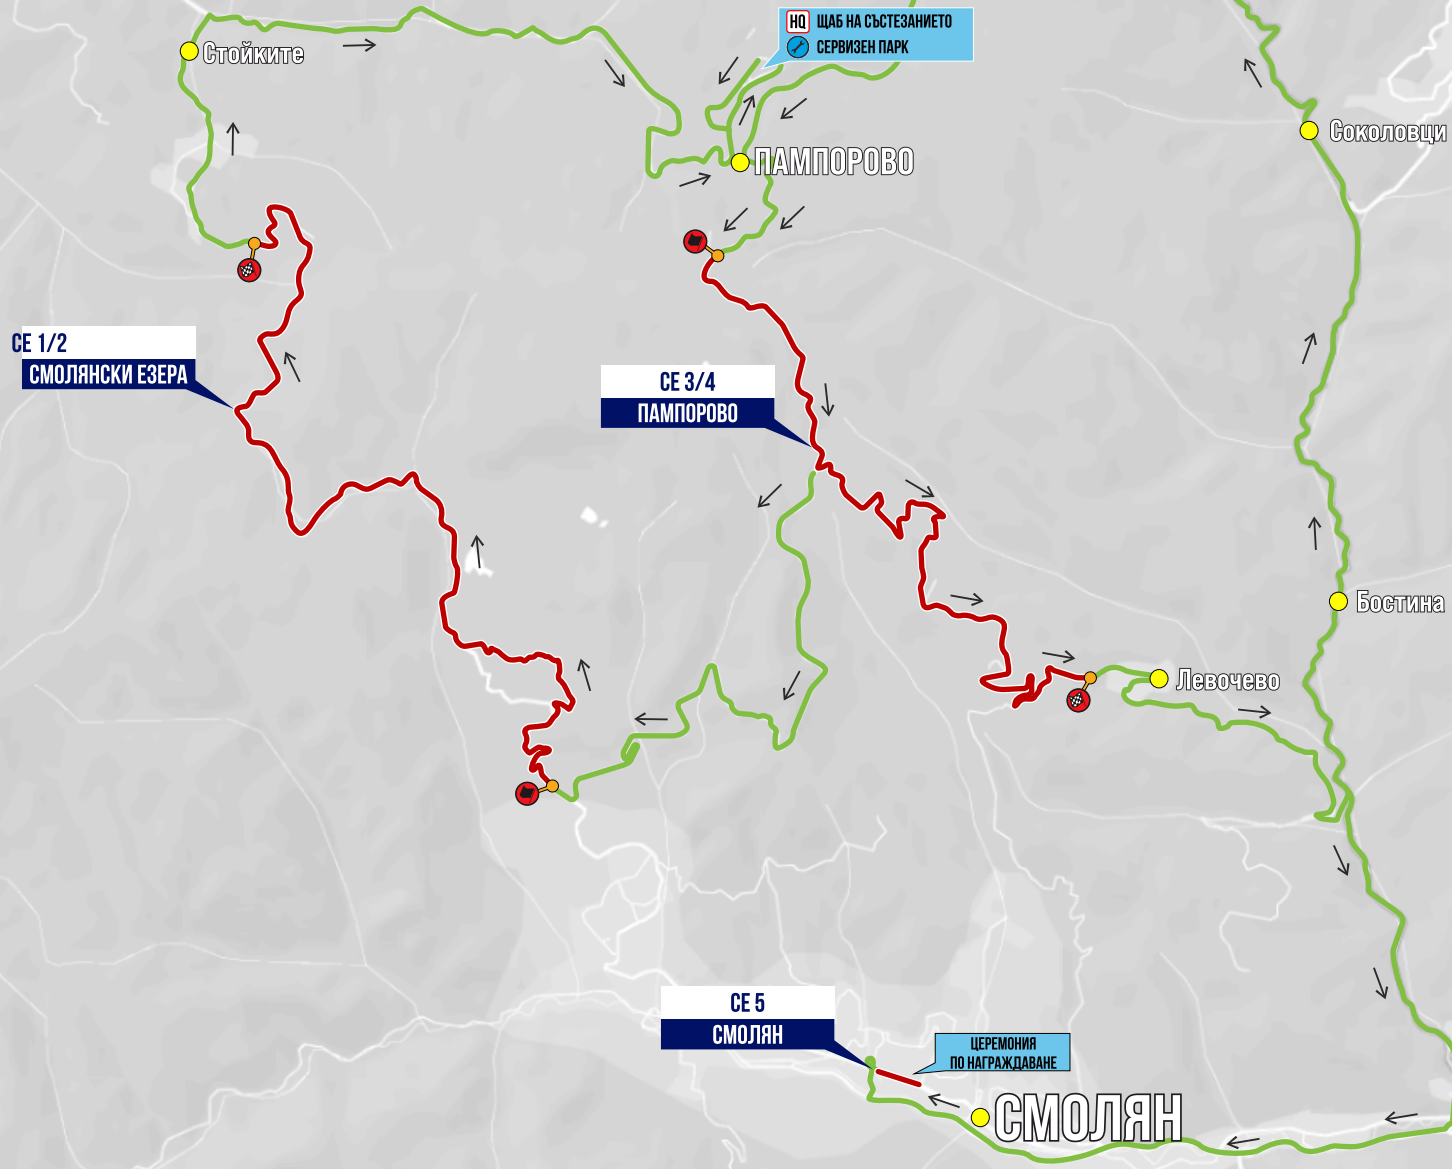 HQ ЩАБ НА СЪСТЕЗАНИЕТО
СЕРВИЗЕН ПАРК
Стойките
Соколовци
ПАМПОРОВО
СЕ 1/2
СМОЛЯНСКИ ЕЗЕРА
СЕ 3/4
ПАМПОРОВО
Бостина
Левочево
СЕ 5
СМОЛЯН
ЦЕРЕМОНИЯ
ПО НАГРАЖДАВАНЕ
СМОЛЯН